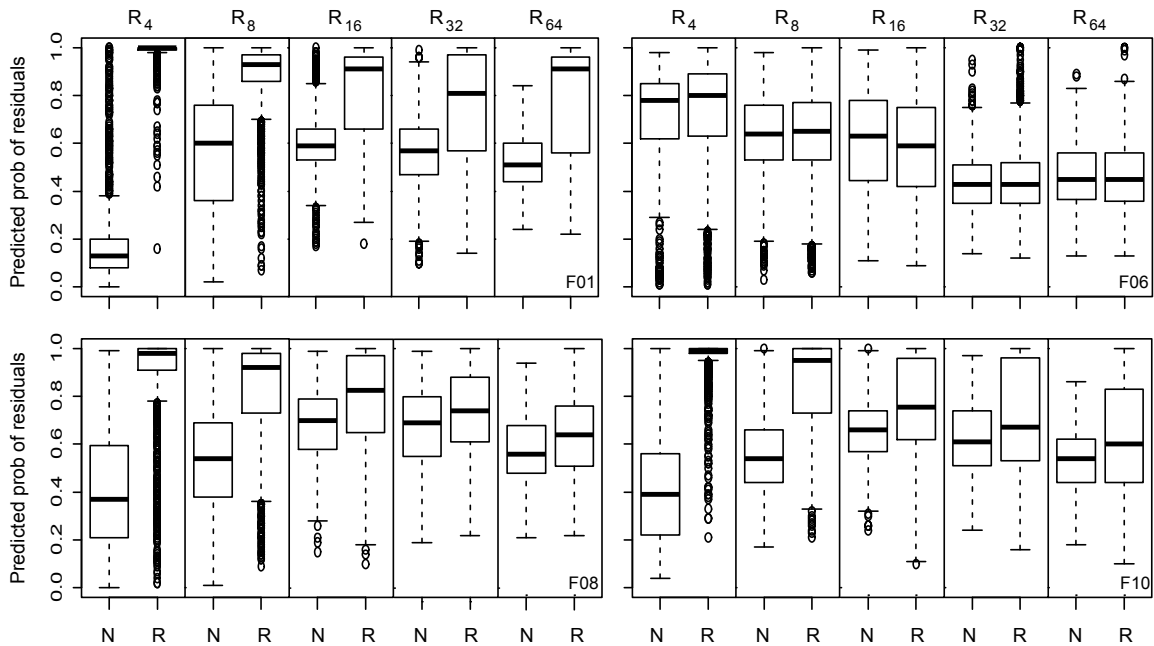 R4 R8 R16 R32 R64 R4 R8 R16 R32 R64
Predicted prob of residuals
1.0
0.8
0.6
0.4
0.2
0.0
F01 F06
Predicted prob of residuals
1.0
0.8
0.6
0.4
0.2
0.0
F08 F10
N R N R N R N R N R N R N R N R N R N R